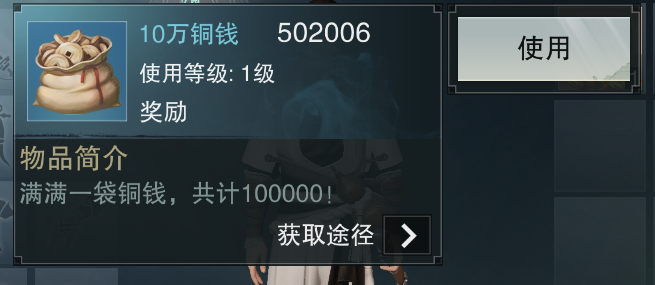 10万铜钱 502006
使用
使用等级: 1级
奖励
物品简介
满满一袋铜钱，共计100000!
获取途径